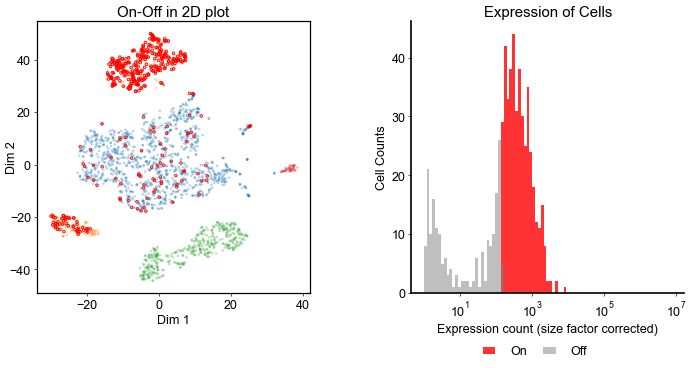 On-Off in 2D plot
40
20
0
−20
−40
Dim 2
−20
0
20
40
Dim 1
Expression of Cells
40
30
20
10
0
Cell Counts
10^1
10^3
10^5
10^7
Expression count (size factor corrected)
On
Off